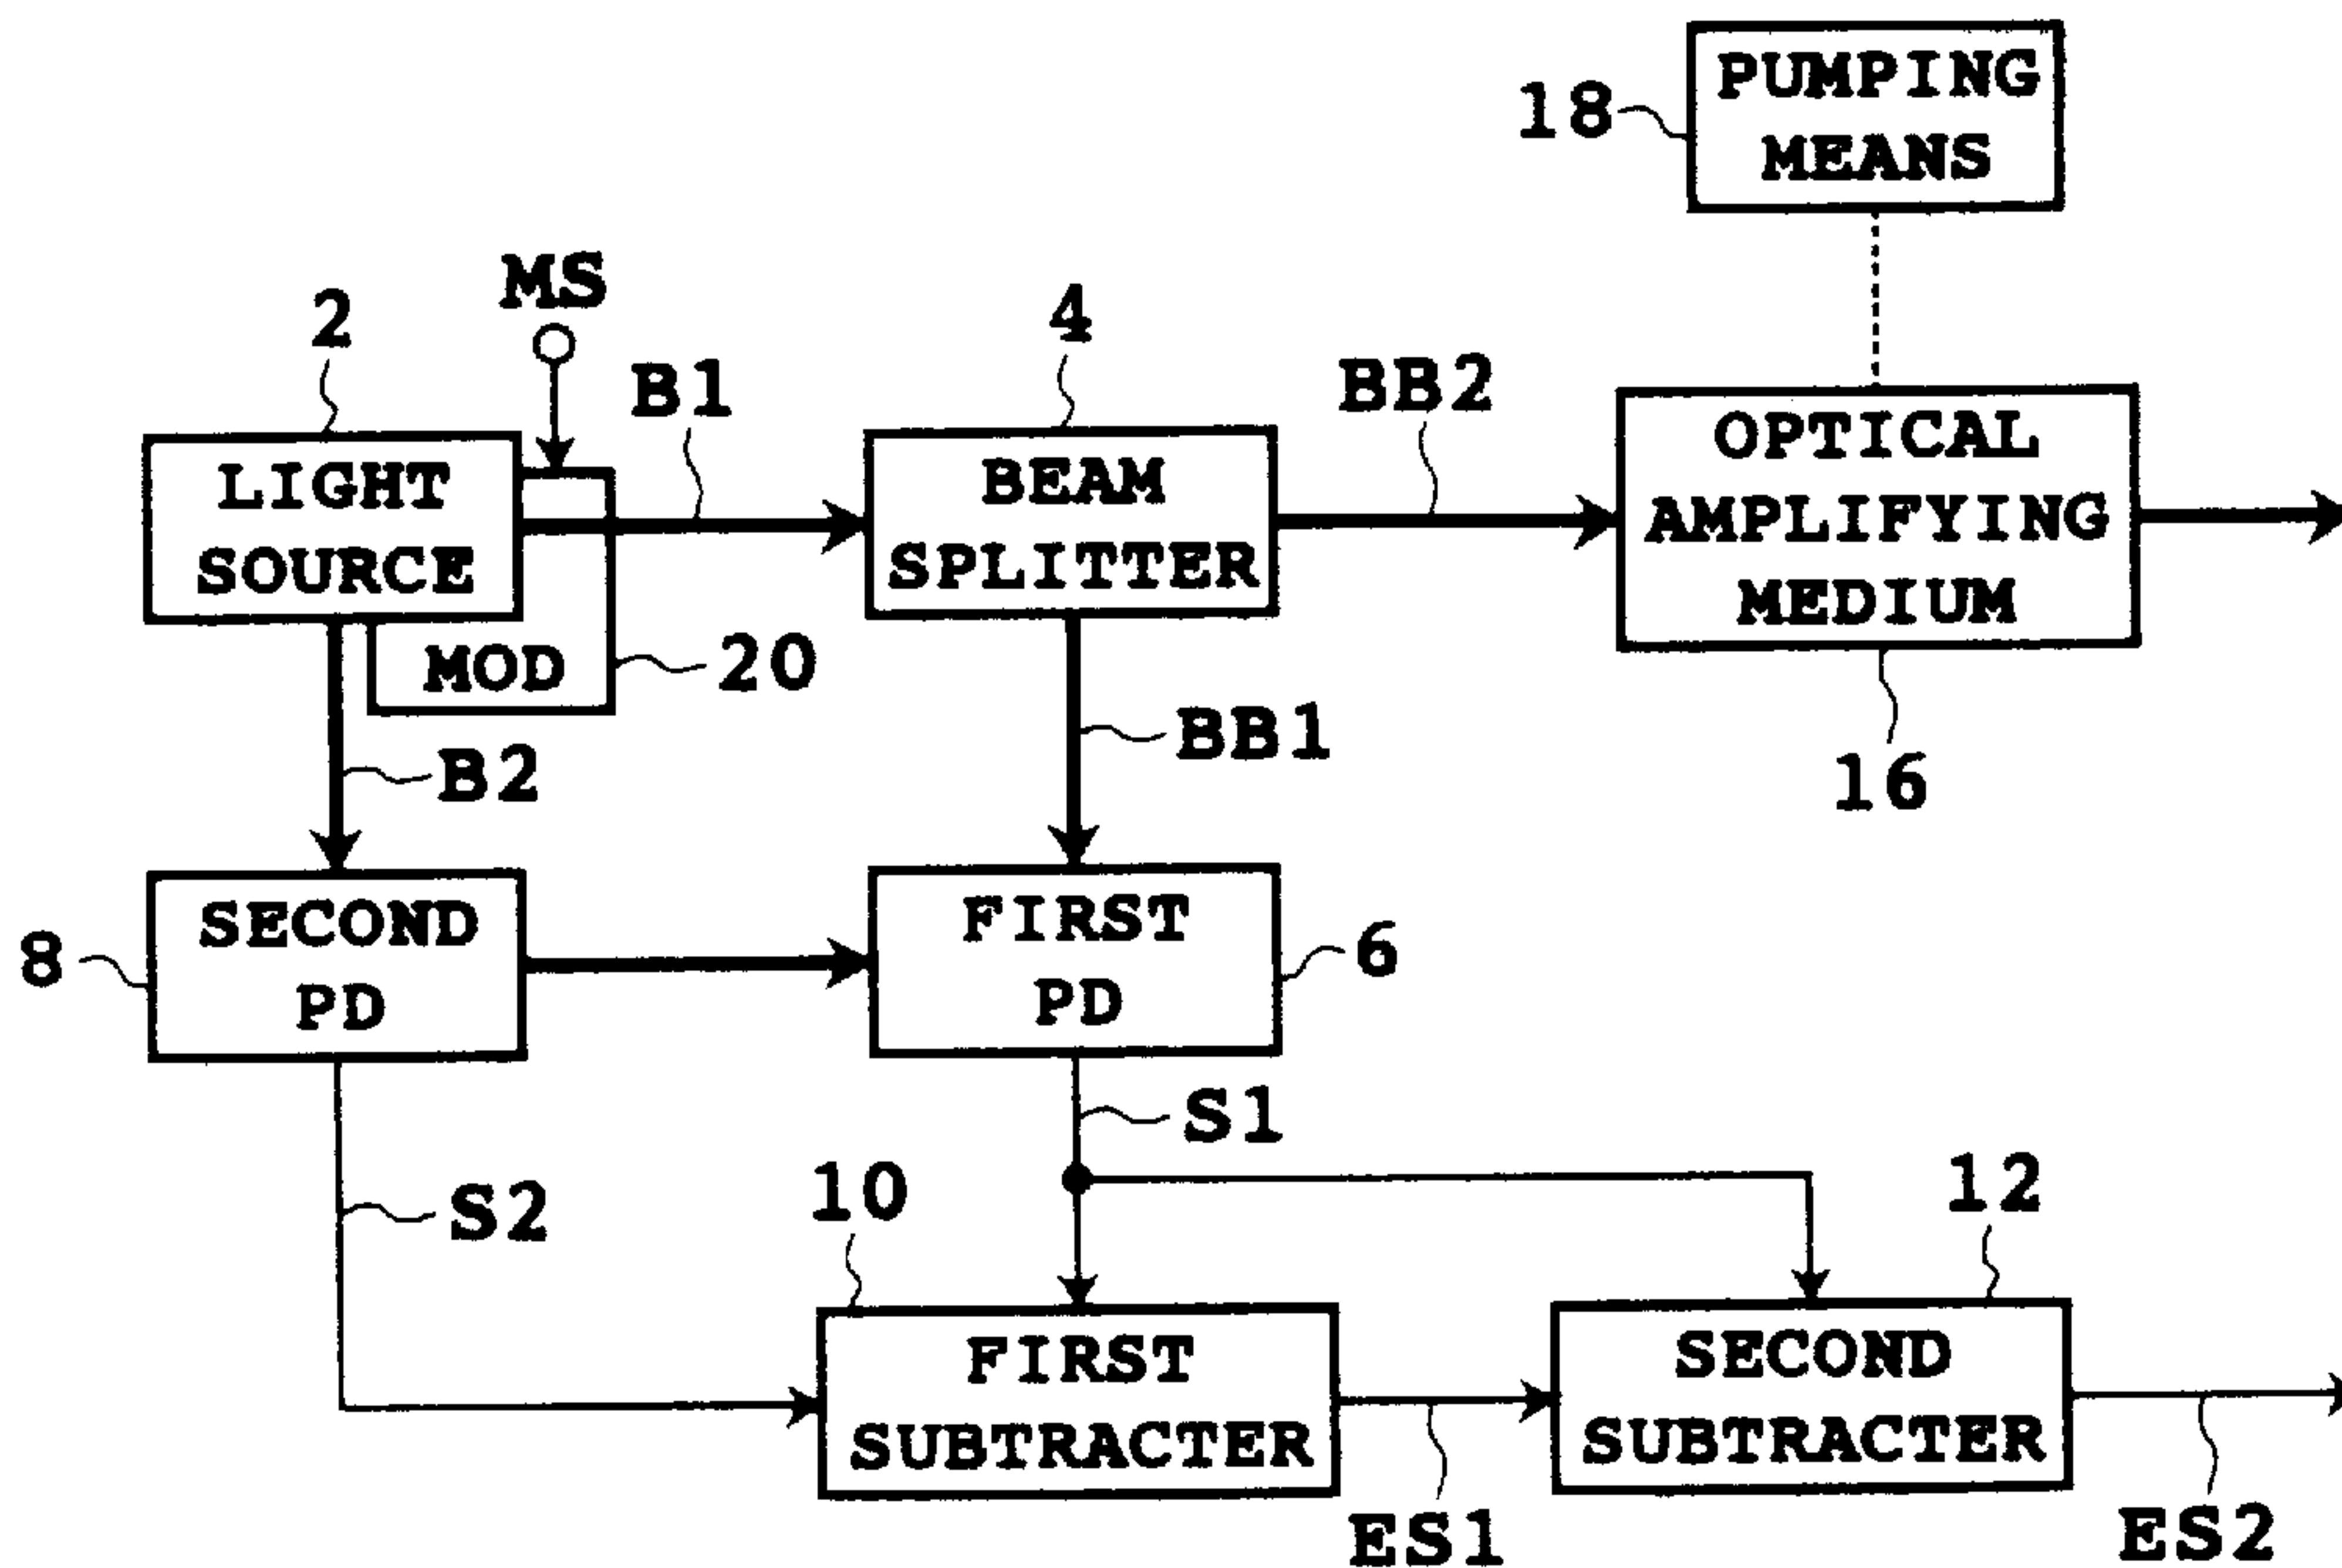 PUMPING
MEANS
18
MS
2
B1
4
BB2
LIGHT
SOURCE
BEAM
SPLITTER
OPTICAL
AMPLIFYING
MEDIUM
MOD
20
B2
BB1
16
SECOND
PD
8
FIRST
PD
6
S1
S2
10
12
FIRST
SUBTRACTER
SECOND
SUBTRACTER
ES1
ES2